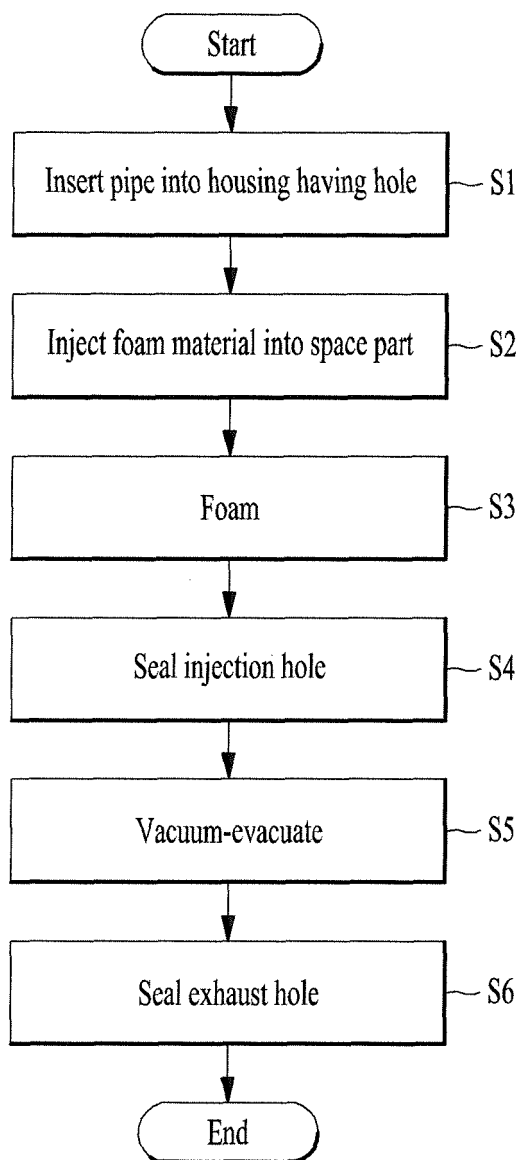 Start
Insert pipe into housing having hole
S1
Inject foam material into space part
S2
Foam
S3
Seal injection hole
S4
Vacuum-evacuate
S5
Seal exhaust hole
S6
End